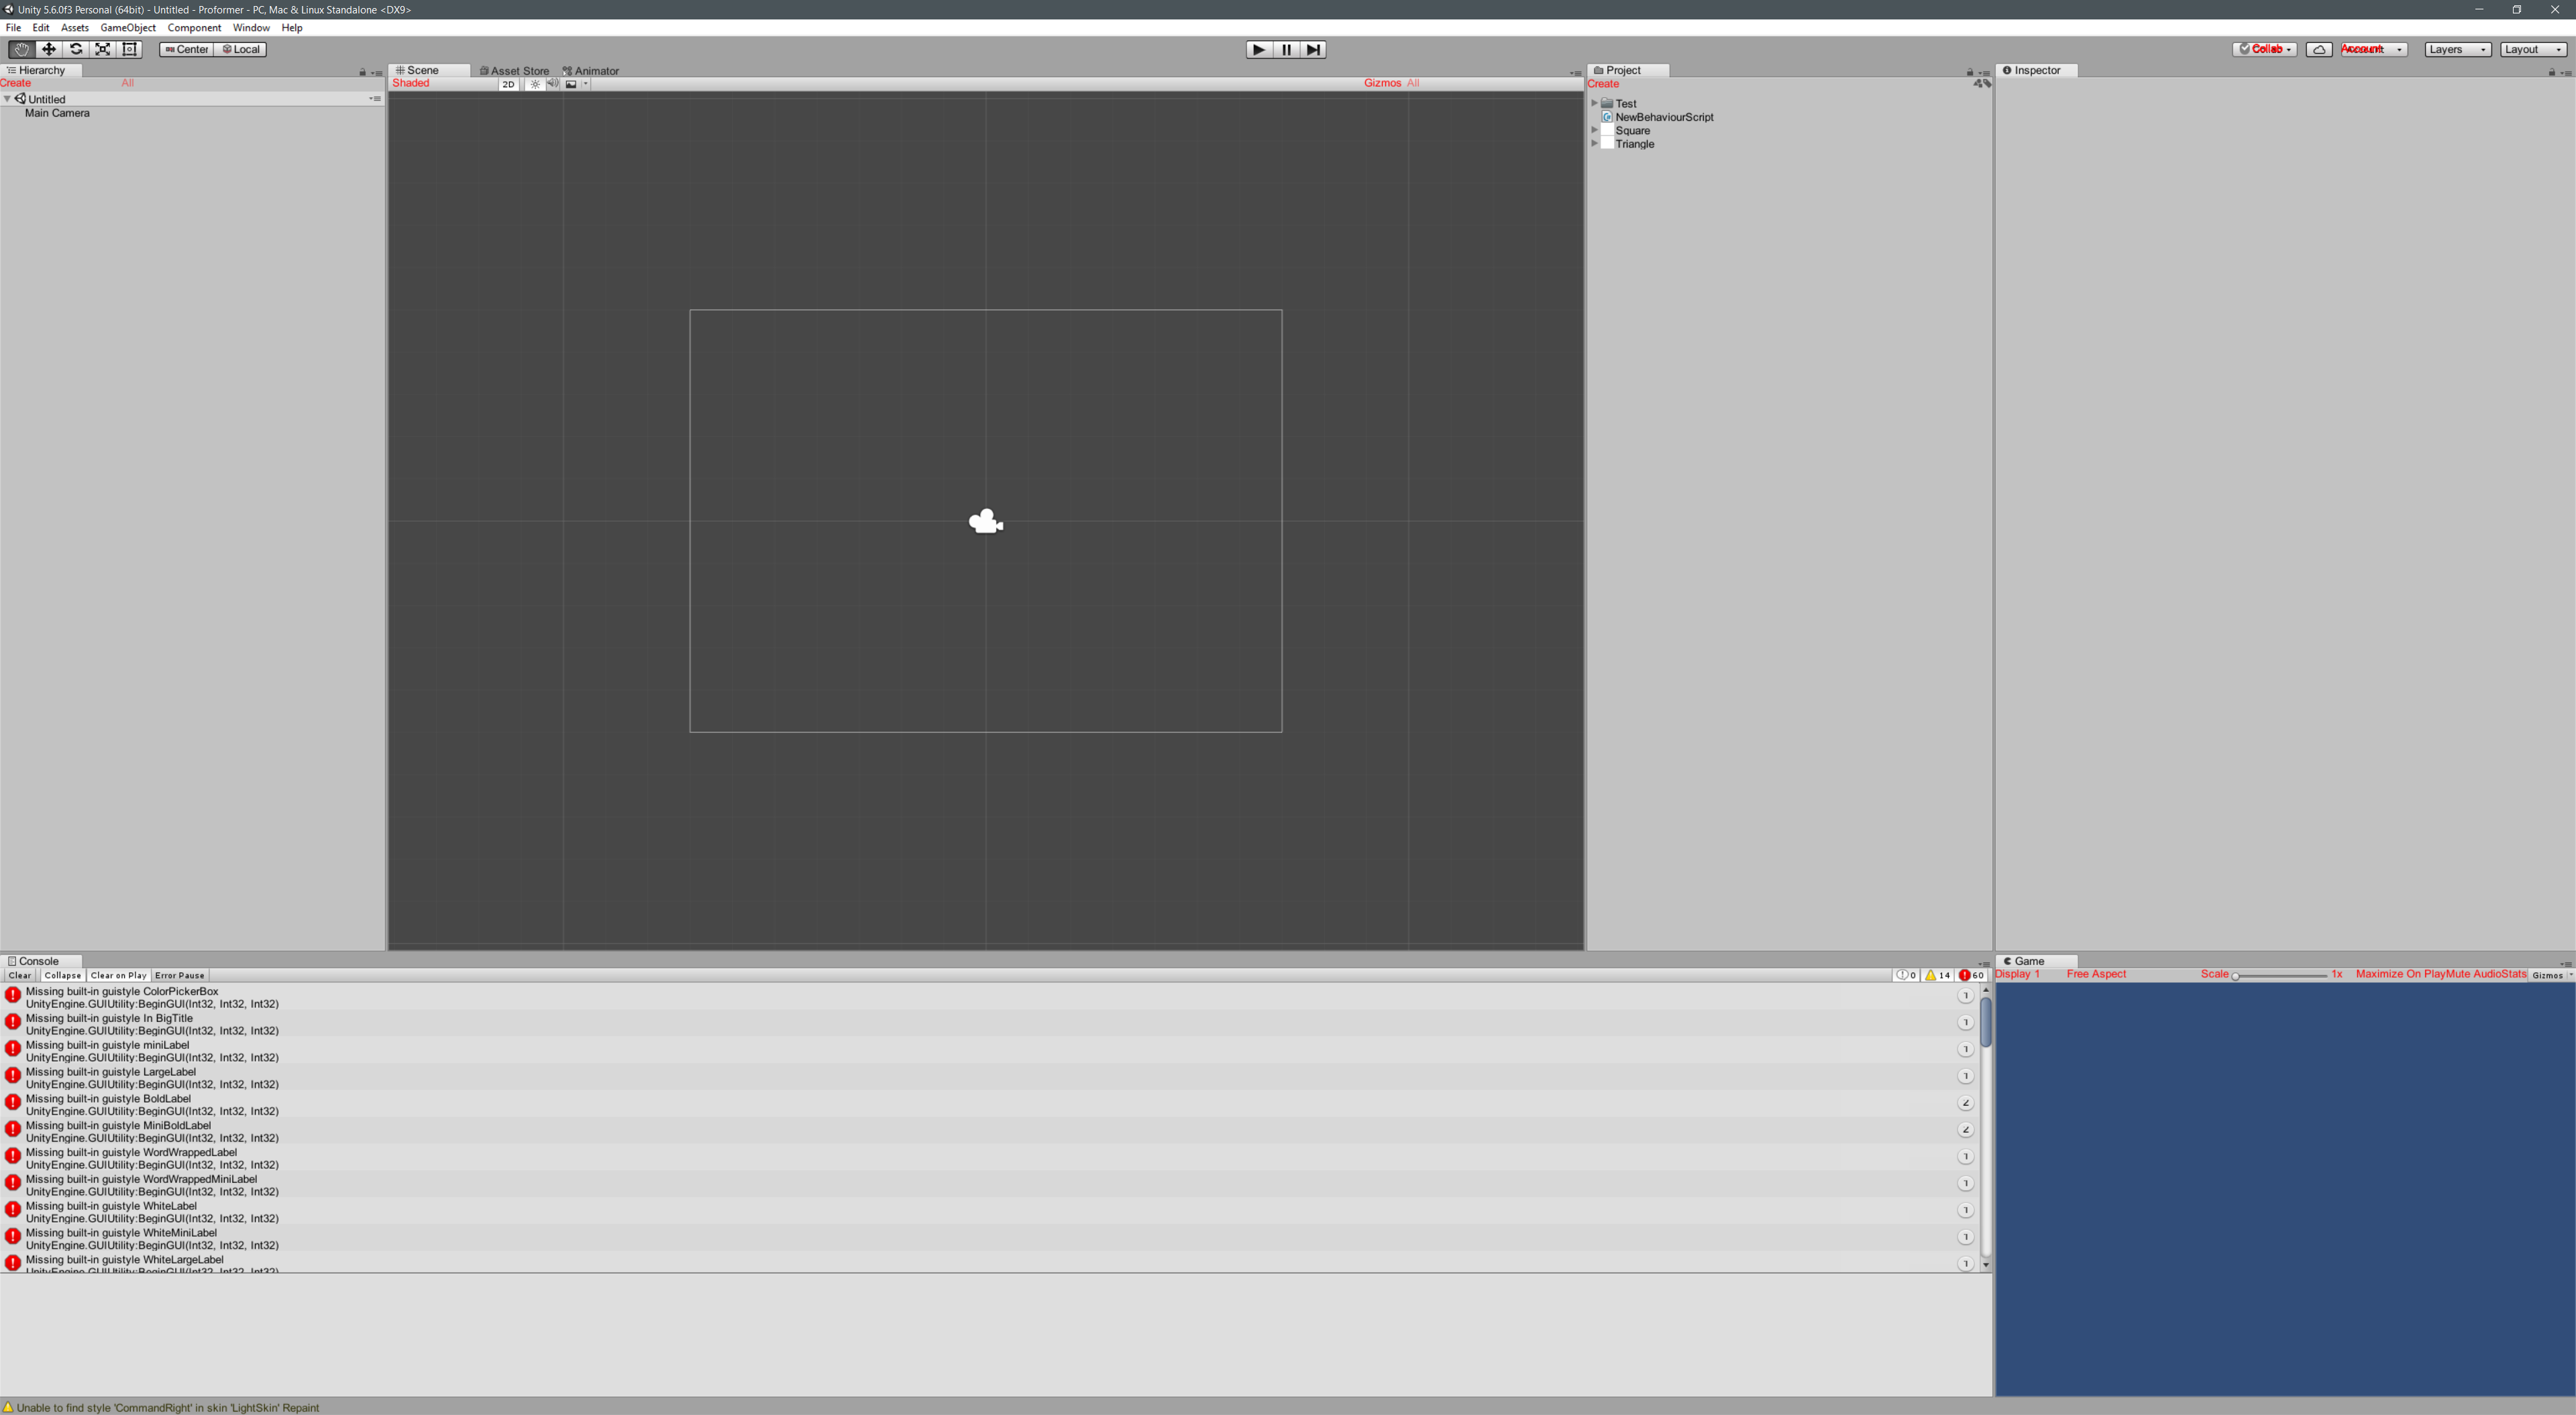 Unity 5.6.0f3 Personal (64bit) - Untitled - Proformer - PC, Mac & Linux Standalone <DX9>
File Edit Assets GameObject Component Window Help
Center Local Collab Account Layers Layout
Hierarchy
Create All
Untitled
Main Camera
Scene Asset Store Animator
Shaded 2D Gizmos All
Project
Create
Test
NewBehaviourScript
Square
Triangle
Inspector
Console
Clear Collapse Clear on Play Error Pause 0 14 60
Missing built-in guistyle ColorPickerBox
UnityEngine.GUIUtility:BeginGUI(Int32, Int32, Int32)
1
Missing built-in guistyle In BigTitle
UnityEngine.GUIUtility:BeginGUI(Int32, Int32, Int32)
1
Missing built-in guistyle miniLabel
UnityEngine.GUIUtility:BeginGUI(Int32, Int32, Int32)
1
Missing built-in guistyle LargeLabel
UnityEngine.GUIUtility:BeginGUI(Int32, Int32, Int32)
1
Missing built-in guistyle BoldLabel
UnityEngine.GUIUtility:BeginGUI(Int32, Int32, Int32)
2
Missing built-in guistyle MiniBoldLabel
UnityEngine.GUIUtility:BeginGUI(Int32, Int32, Int32)
2
Missing built-in guistyle WordWrappedLabel
UnityEngine.GUIUtility:BeginGUI(Int32, Int32, Int32)
1
Missing built-in guistyle WordWrappedMiniLabel
UnityEngine.GUIUtility:BeginGUI(Int32, Int32, Int32)
1
Missing built-in guistyle WhiteLabel
UnityEngine.GUIUtility:BeginGUI(Int32, Int32, Int32)
1
Missing built-in guistyle WhiteMiniLabel
UnityEngine.GUIUtility:BeginGUI(Int32, Int32, Int32)
1
Missing built-in guistyle WhiteLargeLabel
UnityEngine.GUIUtility:BeginGUI(Int32, Int32, Int32)
1
Game
Display 1 Free Aspect Scale 1x Maximize On PlayMute AudioStats Gizmos
Unable to find style 'CommandRight' in skin 'LightSkin' Repaint